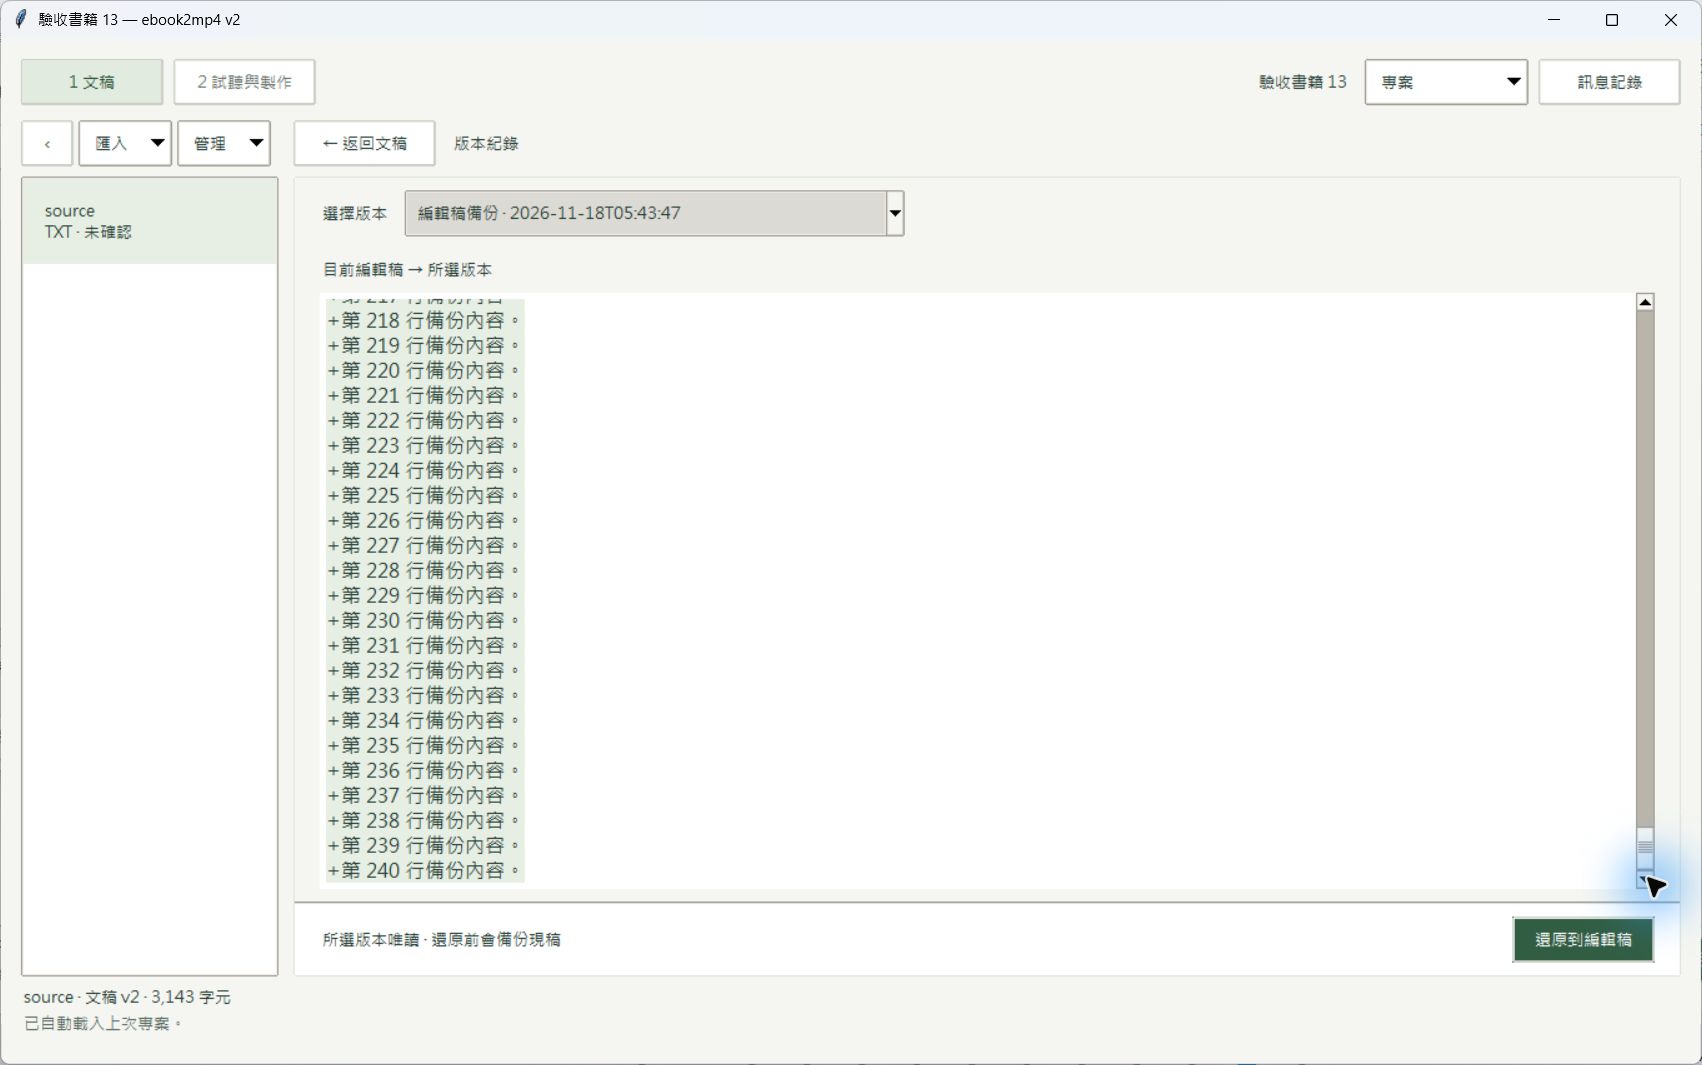 驗收書籍 13 — ebook2mp4 v2
1 文稿
2 試聽與製作
驗收書籍 13
專案
訊息記錄
‹
匯入
管理
← 返回文稿
版本紀錄
source
TXT · 未確認
選擇版本
編輯稿備份 · 2026-11-18T05:43:47
目前編輯稿 → 所選版本
+第 217 行備份內容。
+第 218 行備份內容。
+第 219 行備份內容。
+第 220 行備份內容。
+第 221 行備份內容。
+第 222 行備份內容。
+第 223 行備份內容。
+第 224 行備份內容。
+第 225 行備份內容。
+第 226 行備份內容。
+第 227 行備份內容。
+第 228 行備份內容。
+第 229 行備份內容。
+第 230 行備份內容。
+第 231 行備份內容。
+第 232 行備份內容。
+第 233 行備份內容。
+第 234 行備份內容。
+第 235 行備份內容。
+第 236 行備份內容。
+第 237 行備份內容。
+第 238 行備份內容。
+第 239 行備份內容。
+第 240 行備份內容。
所選版本唯讀 · 還原前會備份現稿
還原到編輯稿
source · 文稿 v2 · 3,143 字元
已自動載入上次專案。